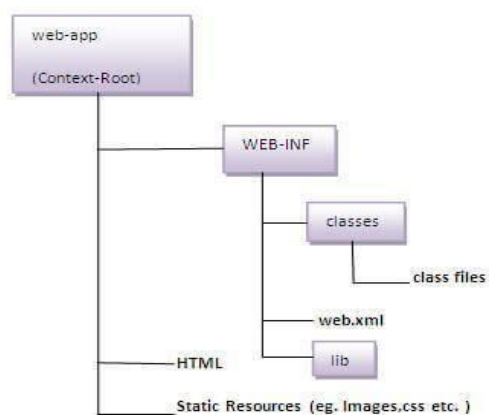 web-app
(Context-Root)
WEB-INF
classes
class files
web.xml
lib
HTML
Static Resources (eg. Images,css etc. )